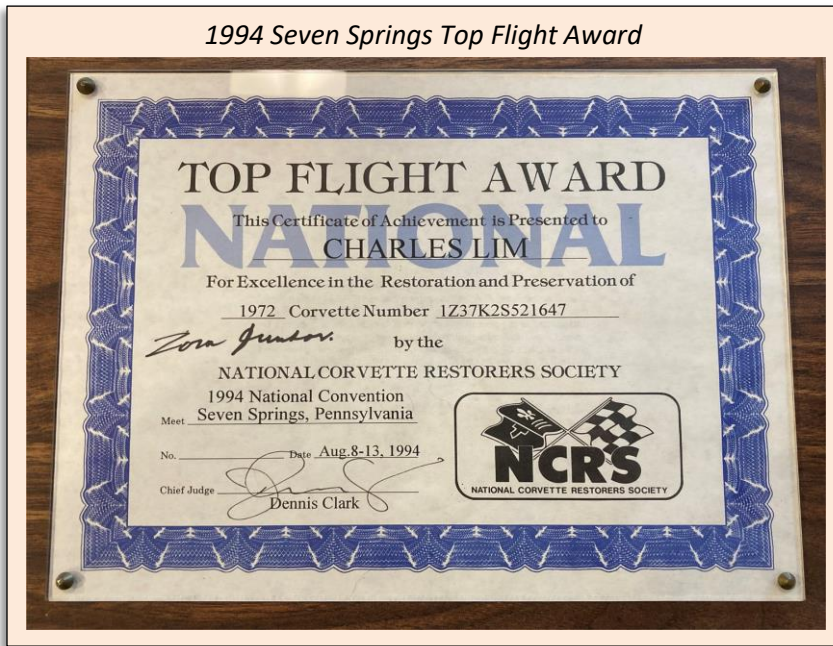 1994 Seven Springs Top Flight Award
TOP FLIGHT AWARD
This Certificate of Achievement is Presented to
NATIONAL
CHARLES LIM
For Excellence in the Restoration and Preservation of
1972 Corvette Number 1Z37K2S521647
by the
NATIONAL CORVETTE RESTORERS SOCIETY
1994 National Convention
Meet Seven Springs, Pennsylvania
No. Date Aug.8-13, 1994
Chief Judge
Dennis Clark
NCRS
NATIONAL CORVETTE RESTORERS SOCIETY